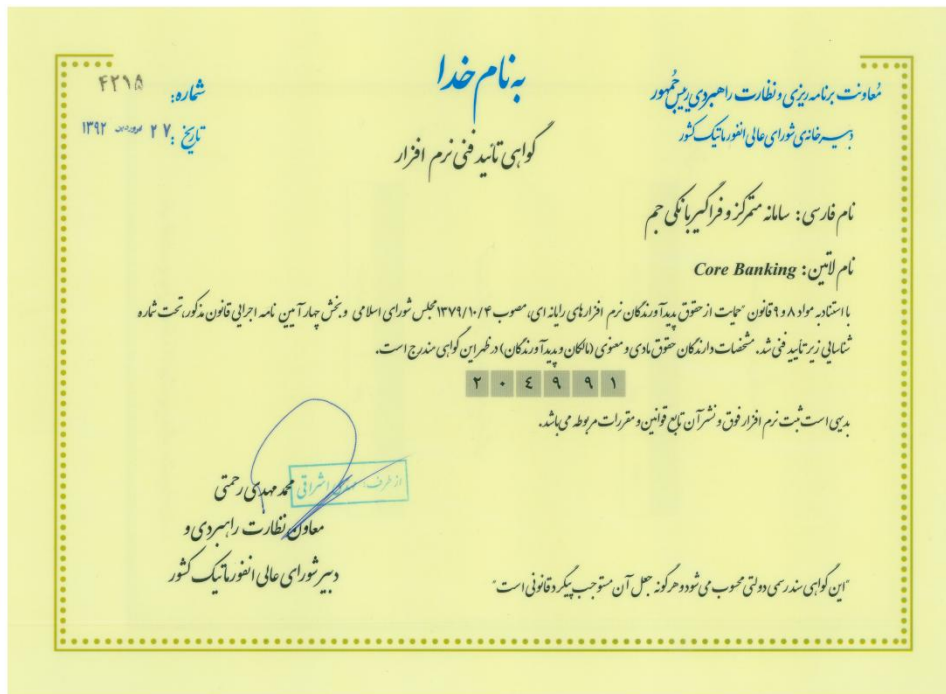 به نام خدا
معاونت برنامه ریزی و نظارت راهبردی رییس جمهور
دبیرخانه‌ی شورای عالی انفورماتیک کشور
شماره: ۴۲۱۵
تاریخ: ۲۷ فروردین ۱۳۹۲
گواهی تائید فنی نرم افزار
نام فارسی: سامانه متمرکز و فراگیر بانکی جم
نام لاتین: Core Banking
با استناد به مواد ۸ و ۹ قانون "حمایت از حقوق پدیدآورندگان نرم افزارهای رایانه ای، مصوب ۱۳۷۹/۱۰/۴ مجلس شورای اسلامی و بخش چهار آیین نامه اجرایی قانون مذکور، تحت شماره
شناسایی زیر تایید فنی شد. مشخصات دارندگان حقوق مادی و معنوی (مالکان و پدیدآورندگان) در ظهر این گواهی مندرج است.
۲۰۴۹۹۱
بدیهی است ثبت نرم افزار فوق و نشر آن تابع قوانین و مقررات مربوطه می باشد.
از طرف: اشراقی
محمد مهدی رحمتی
معاون نظارت راهبردی و
دبیر شورای عالی انفورماتیک کشور
"این گواهی سند رسمی دولتی محسوب می شود و هرگونه جعل آن مستوجب پیگرد قانونی است"